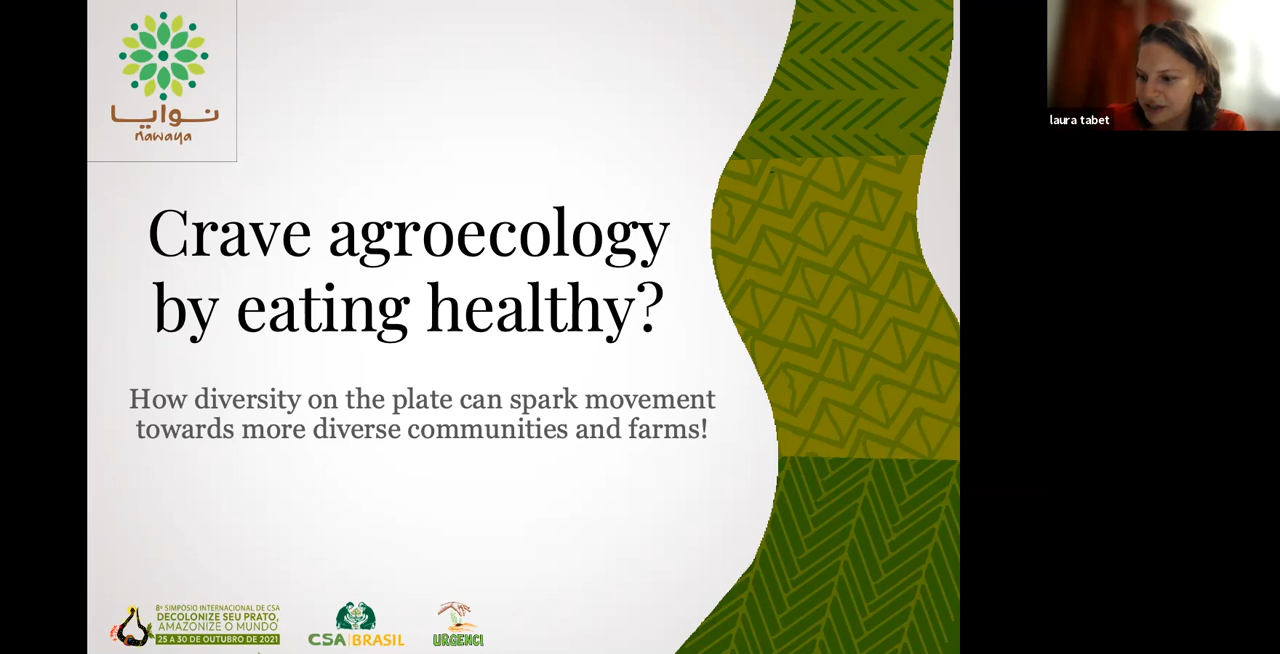 نوايا
nawaya
laura tabet
Crave agroecology
by eating healthy?
How diversity on the plate can spark movement
towards more diverse communities and farms!
8º SIMPÓSIO INTERNACIONAL DE CSA
DECOLONIZE SEU PRATO,
AMAZONIZE O MUNDO
25 A 30 DE OUTUBRO DE 2021
CSA BRASIL
URGENCI